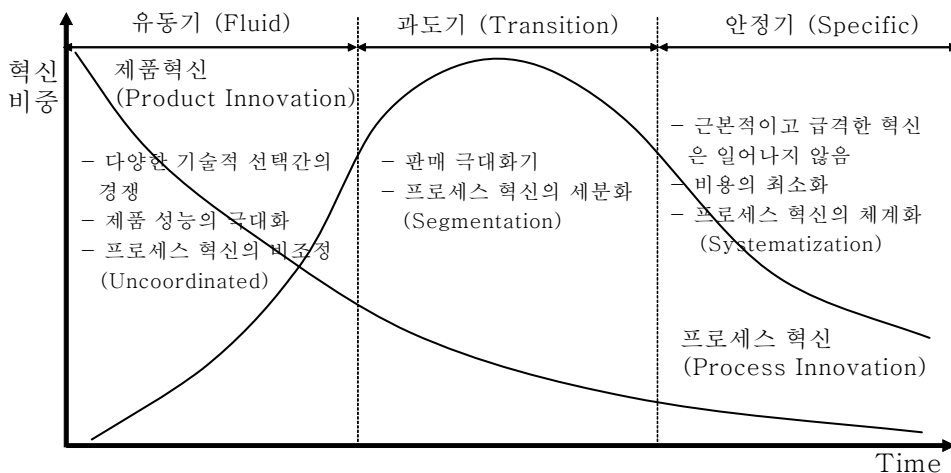 유동기 (Fluid)
과도기 (Transition)
안정기 (Specific)
혁신
비중
제품혁신
(Product Innovation)
- 다양한 기술적 선택간의
경쟁
- 제품 성능의 극대화
- 프로세스 혁신의 비조정
(Uncoordinated)
- 판매 극대화기
- 프로세스 혁신의 세분화
(Segmentation)
- 근본적이고 급격한 혁신
은 일어나지 않음
- 비용의 최소화
- 프로세스 혁신의 체계화
(Systematization)
프로세스 혁신
(Process Innovation)
Time